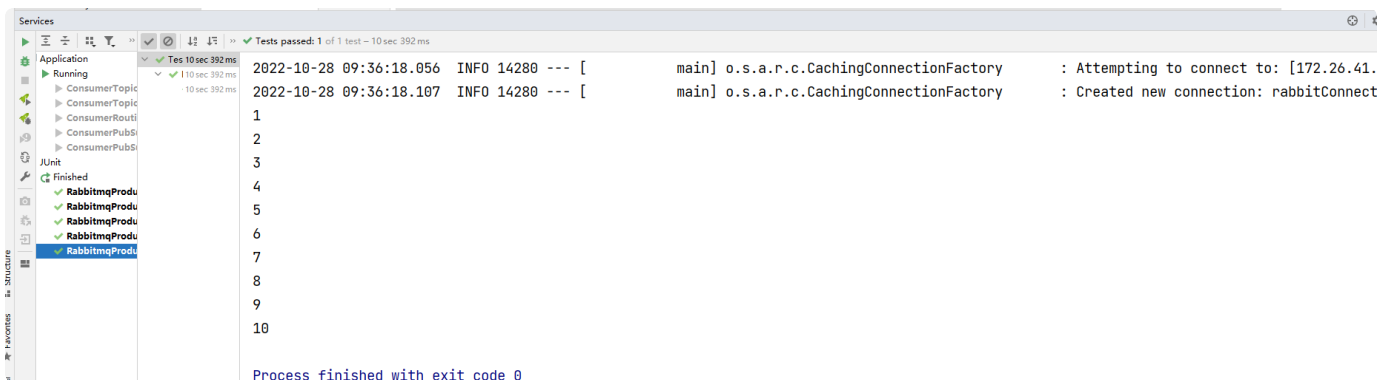 Services
Tests passed: 1 of 1 test – 10 sec 392 ms
Application
Running
ConsumerTopic
ConsumerTopic
ConsumerRouti
ConsumerPubS
ConsumerPubS
JUnit
Finished
RabbitmqProdu
RabbitmqProdu
RabbitmqProdu
RabbitmqProdu
RabbitmqProdu
Tes 10 sec 392 ms
10 sec 392 ms
10 sec 392 ms
2022-10-28 09:36:18.056 INFO 14280 --- [ main] o.s.a.r.c.CachingConnectionFactory : Attempting to connect to: [172.26.41.
2022-10-28 09:36:18.107 INFO 14280 --- [ main] o.s.a.r.c.CachingConnectionFactory : Created new connection: rabbitConnect
1
2
3
4
5
6
7
8
9
10
Process finished with exit code 0
Structure
Favorites